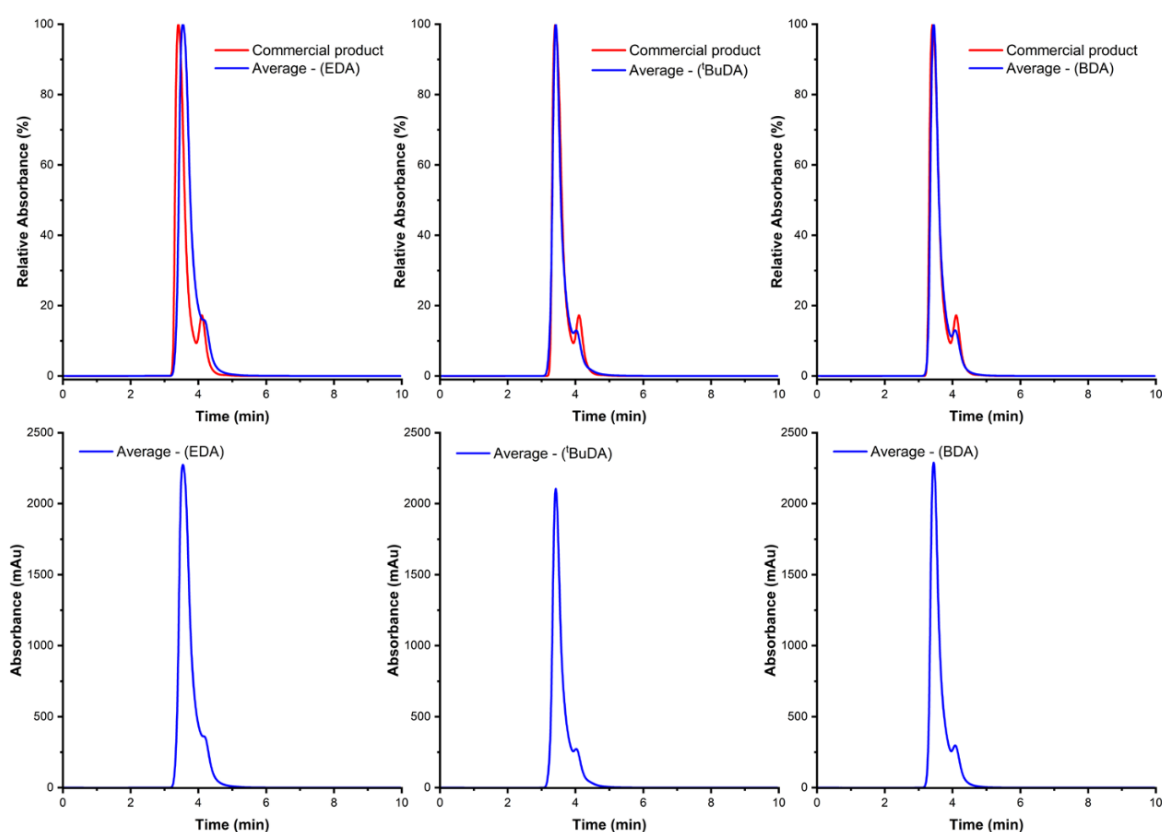 100
80
60
40
20
0
Relative Absorbance (%)
Commercial product
Average - (EDA)
0 2 4 6 8 10
Time (min)
100
80
60
40
20
0
Relative Absorbance (%)
Commercial product
Average - (ᵗBuDA)
0 2 4 6 8 10
Time (min)
100
80
60
40
20
0
Relative Absorbance (%)
Commercial product
Average - (BDA)
0 2 4 6 8 10
Time (min)
2500
2000
1500
1000
500
0
Absorbance (mAu)
Average - (EDA)
0 2 4 6 8 10
Time (min)
2500
2000
1500
1000
500
0
Absorbance (mAu)
Average - (ᵗBuDA)
0 2 4 6 8 10
Time (min)
2500
2000
1500
1000
500
0
Absorbance (mAu)
Average - (BDA)
0 2 4 6 8 10
Time (min)